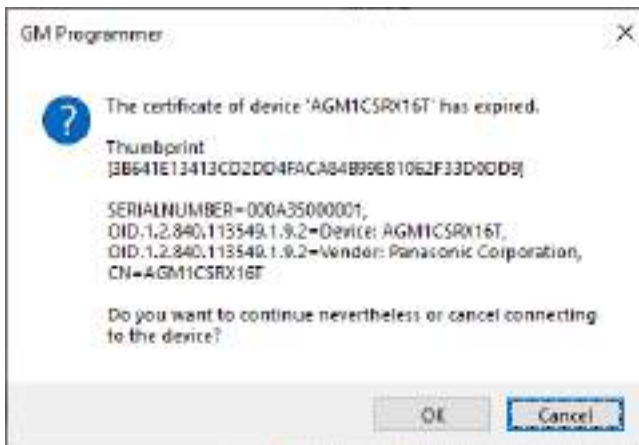 GM Programmer
The certificate of device 'AGM1CSRX16T' has expired.
Thumbprint
[3B641E13413CD2DD4FACA84B99E81062F33D0DD9]
SERIALNUMBER=000A35000001,
OID.1.2.840.113549.1.9.2=Device: AGM1CSRX16T,
OID.1.2.840.113549.1.9.2=Vendor: Panasonic Corporation,
CN=AGM1CSRX16T
Do you want to continue nevertheless or cancel connecting
to the device?
OK
Cancel